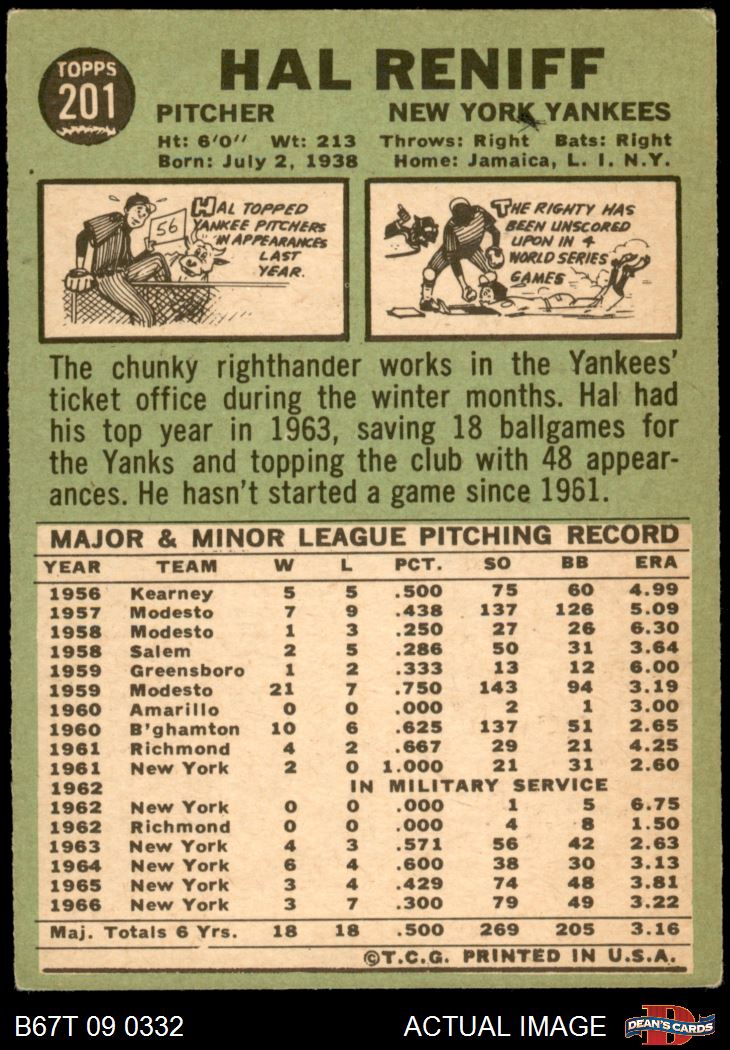 TOPPS
201
HAL RENIFF
PITCHER NEW YORK YANKEES
Ht: 6'0" Wt: 213 Throws: Right Bats: Right
Born: July 2, 1938 Home: Jamaica, L. I. N.Y.
56
HAL TOPPED
YANKEE PITCHERS
IN APPEARANCES
LAST
YEAR.
THE RIGHTY HAS
BEEN UNSCORED
UPON IN 4
WORLD SERIES
GAMES
The chunky righthander works in the Yankees'
ticket office during the winter months. Hal had
his top year in 1963, saving 18 ballgames for
the Yanks and topping the club with 48 appear-
ances. He hasn't started a game since 1961.
MAJOR & MINOR LEAGUE PITCHING RECORD
YEAR TEAM W L PCT. SO BB ERA
1956 Kearney 5 5 .500 75 60 4.99
1957 Modesto 7 9 .438 137 126 5.09
1958 Modesto 1 3 .250 27 26 6.30
1958 Salem 2 5 .286 50 31 3.64
1959 Greensboro 1 2 .333 13 12 6.00
1959 Modesto 21 7 .750 143 94 3.19
1960 Amarillo 0 0 .000 2 1 3.00
1960 B'ghamton 10 6 .625 137 51 2.65
1961 Richmond 4 2 .667 29 21 4.25
1961 New York 2 0 1.000 21 31 2.60
1962 IN MILITARY SERVICE
1962 New York 0 0 .000 1 5 6.75
1962 Richmond 0 0 .000 4 8 1.50
1963 New York 4 3 .571 56 42 2.63
1964 New York 6 4 .600 38 30 3.13
1965 New York 3 4 .429 74 48 3.81
1966 New York 3 7 .300 79 49 3.22
Maj. Totals 6 Yrs. 18 18 .500 269 205 3.16
©T.C.G. PRINTED IN U.S.A.
B67T 09 0332 ACTUAL IMAGE
D
DEAN'S CARDS